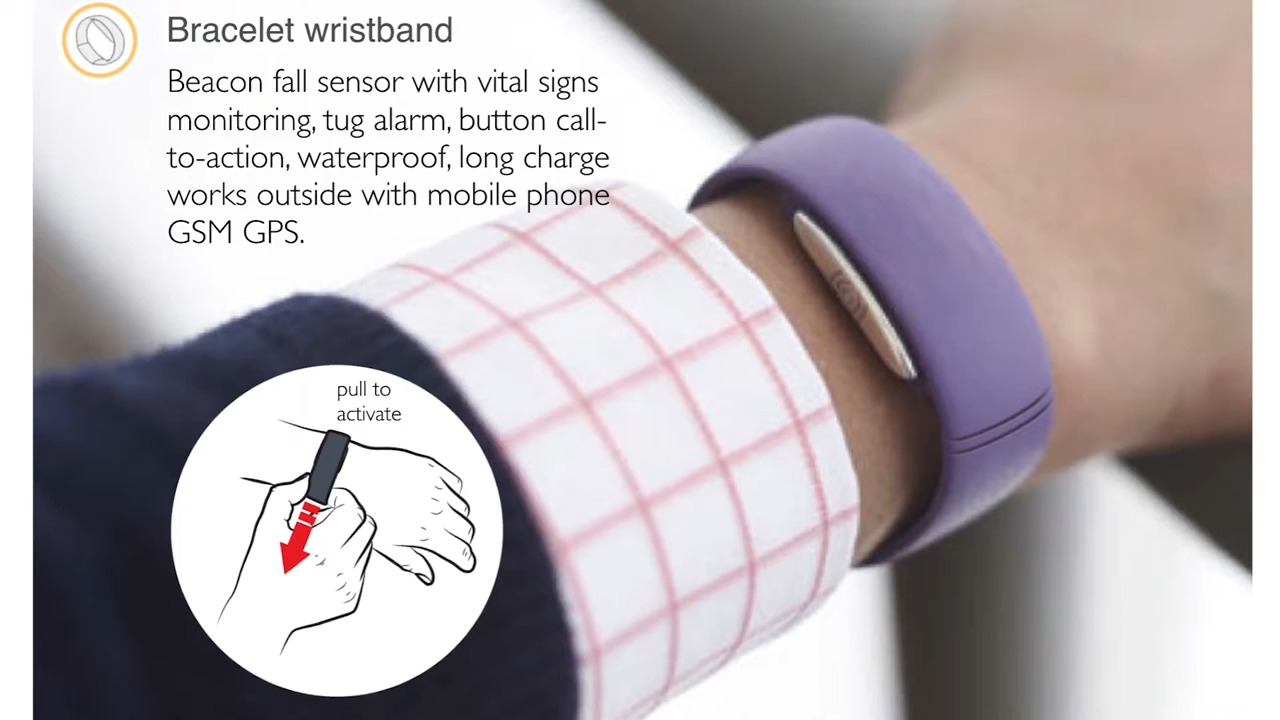 Bracelet wristband
Beacon fall sensor with vital signs
monitoring, tug alarm, button call-
to-action, waterproof, long charge
works outside with mobile phone
GSM GPS.
pull to
activate